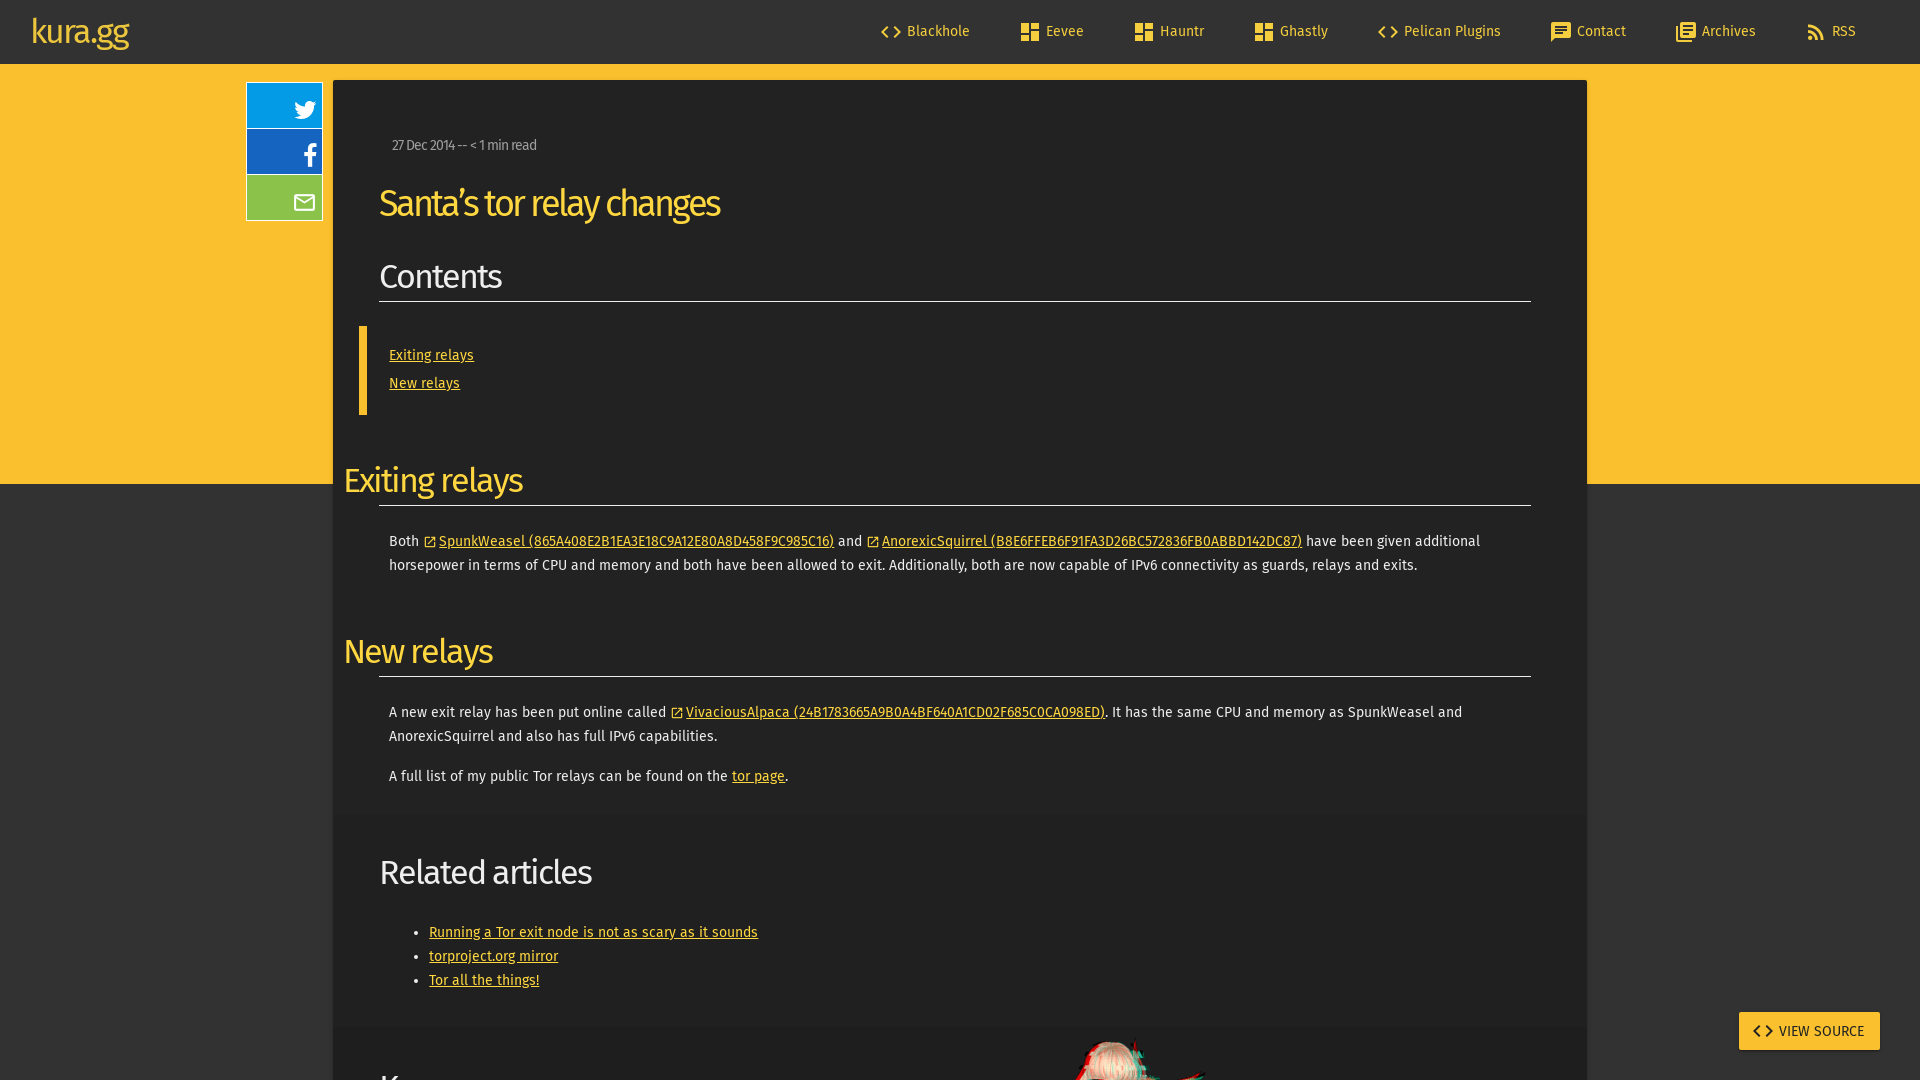 kura.gg
Blackhole
Eevee
Hauntr
Ghastly
Pelican Plugins
Contact
Archives
RSS
27 Dec 2014 -- < 1 min read
Santa’s tor relay changes
Contents
Exiting relays
New relays
Exiting relays
Both SpunkWeasel (865A408E2B1EA3E18C9A12E80A8D458F9C985C16) and AnorexicSquirrel (B8E6FFEB6F91FA3D26BC572836FB0ABBD142DC87) have been given additional
horsepower in terms of CPU and memory and both have been allowed to exit. Additionally, both are now capable of IPv6 connectivity as guards, relays and exits.
New relays
A new exit relay has been put online called VivaciousAlpaca (24B1783665A9B0A4BF640A1CD02F685C0CA098ED). It has the same CPU and memory as SpunkWeasel and
AnorexicSquirrel and also has full IPv6 capabilities.
A full list of my public Tor relays can be found on the tor page.
Related articles
Running a Tor exit node is not as scary as it sounds
torproject.org mirror
Tor all the things!
VIEW SOURCE